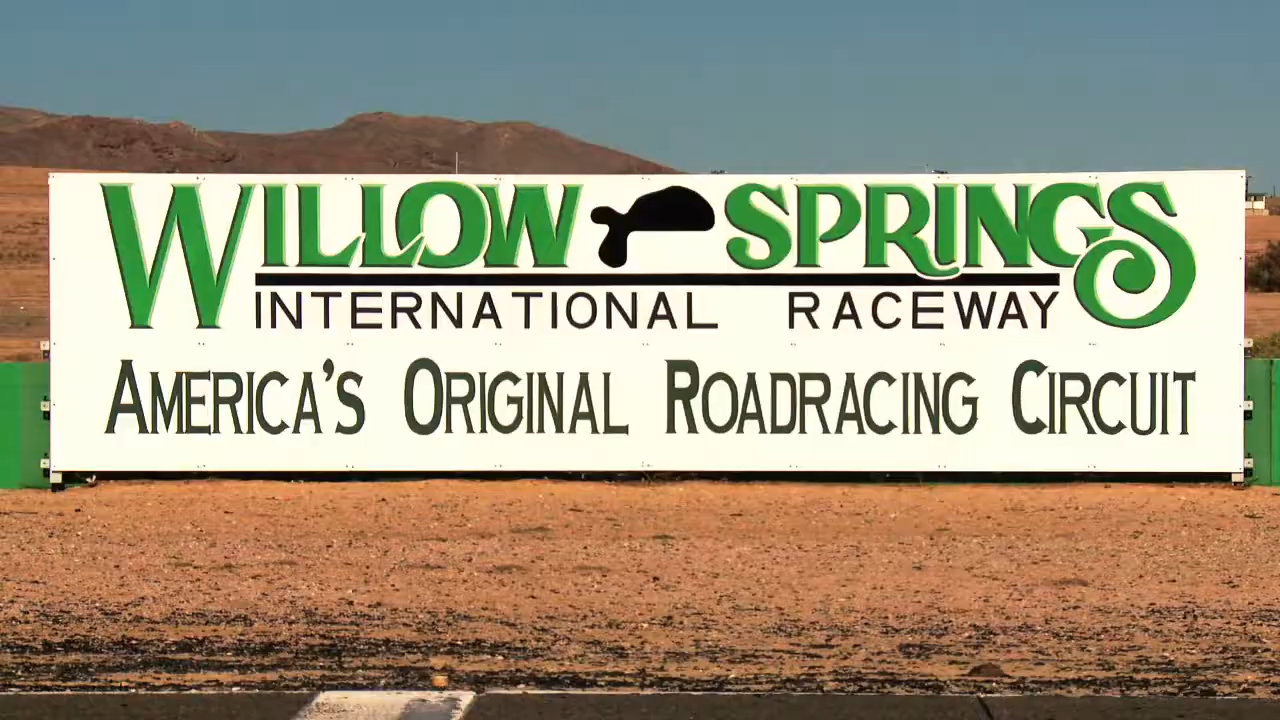 WILLOW SPRINGS
INTERNATIONAL RACEWAY
AMERICA'S ORIGINAL ROADRACING CIRCUIT